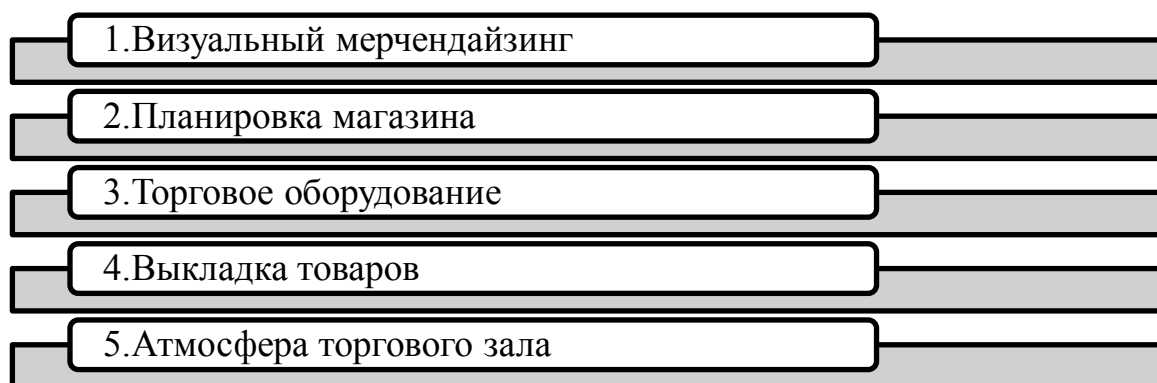 1.Визуальный мерчендайзинг
2.Планировка магазина
3.Торговое оборудование
4.Выкладка товаров
5.Атмосфера торгового зала